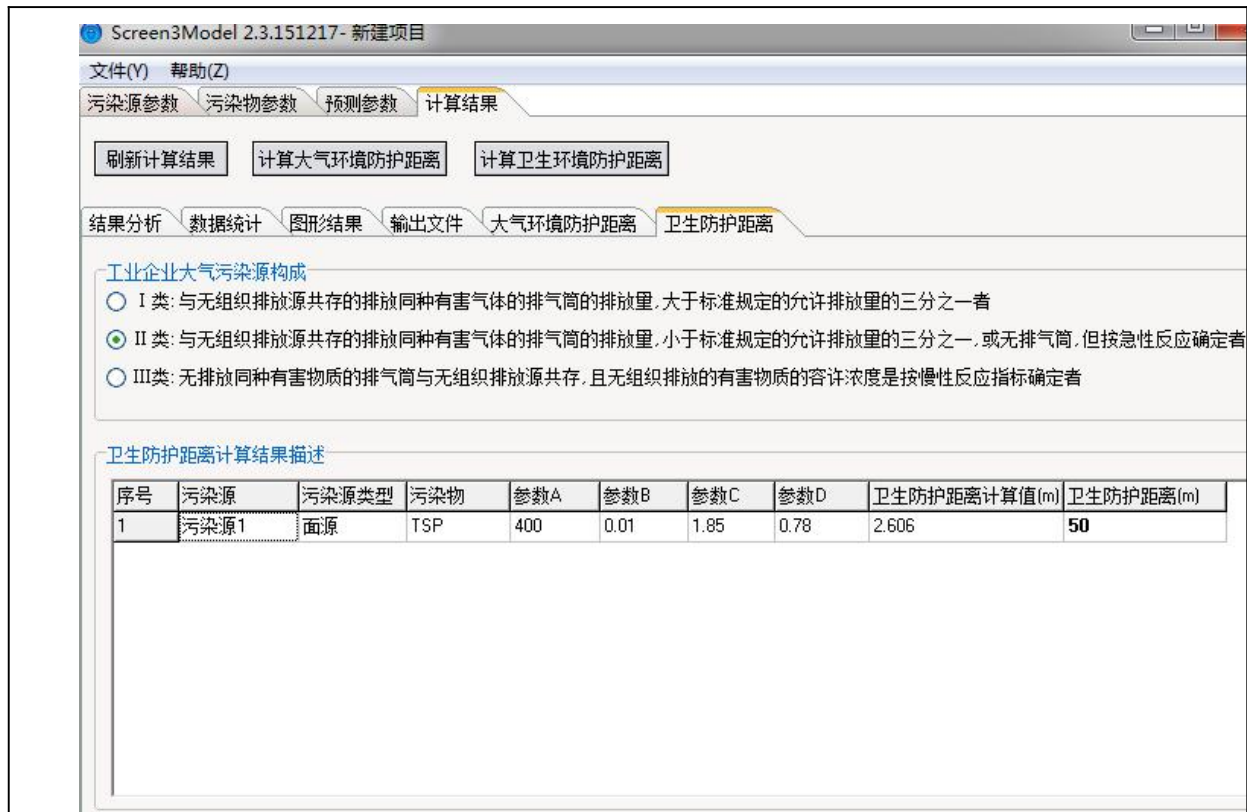 Screen3Model 2.3.151217- 新建项目
文件(Y) 帮助(Z)
污染源参数 污染物参数 预测参数 计算结果
刷新计算结果 计算大气环境防护距离 计算卫生环境防护距离
结果分析 数据统计 图形结果 输出文件 大气环境防护距离 卫生防护距离
工业企业大气污染源构成
I 类: 与无组织排放源共存的排放同种有害气体的排气筒的排放量,大于标准规定的允许排放量的三分之一者
II 类: 与无组织排放源共存的排放同种有害气体的排气筒的排放量,小于标准规定的允许排放量的三分之一,或无排气筒,但按急性反应确定者
III类: 无排放同种有害物质的排气筒与无组织排放源共存,且无组织排放的有害物质的容许浓度是按慢性反应指标确定者
卫生防护距离计算结果描述
序号 污染源 污染源类型 污染物 参数A 参数B 参数C 参数D 卫生防护距离计算值(m) 卫生防护距离(m)
1 污染源1 面源 TSP 400 0.01 1.85 0.78 2.606 50